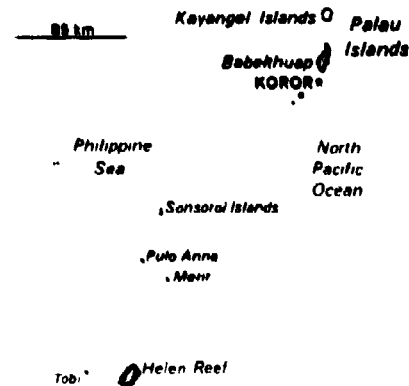 Kayangel Islands
Palau
Islands
km
Babelthuap
KOROR
Philippine
Sea
North
Pacific
Ocean
Sonsorol Islands
Pulo Anna
Merir
Tobi
Helen Reef